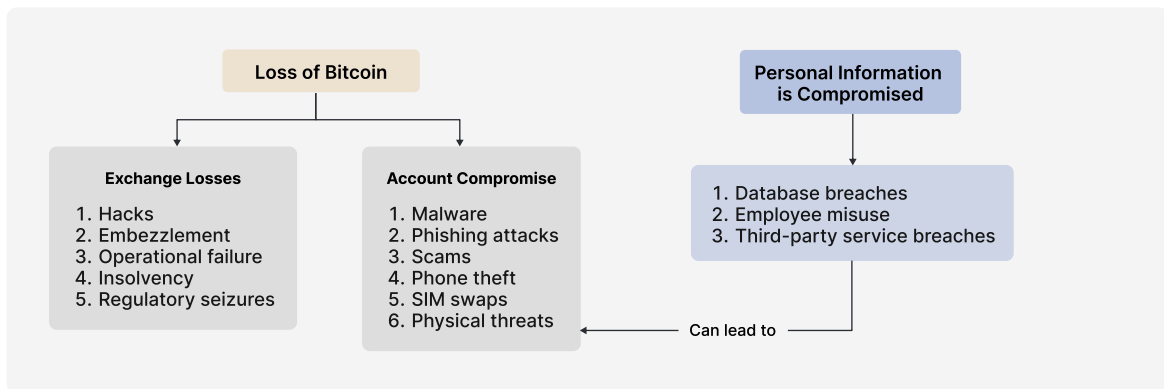 Loss of Bitcoin
Personal Information
is Compromised
Exchange Losses
1. Hacks
2. Embezzlement
3. Operational failure
4. Insolvency
5. Regulatory seizures
Account Compromise
1. Malware
2. Phishing attacks
3. Scams
4. Phone theft
5. SIM swaps
6. Physical threats
1. Database breaches
2. Employee misuse
3. Third-party service breaches
Can lead to